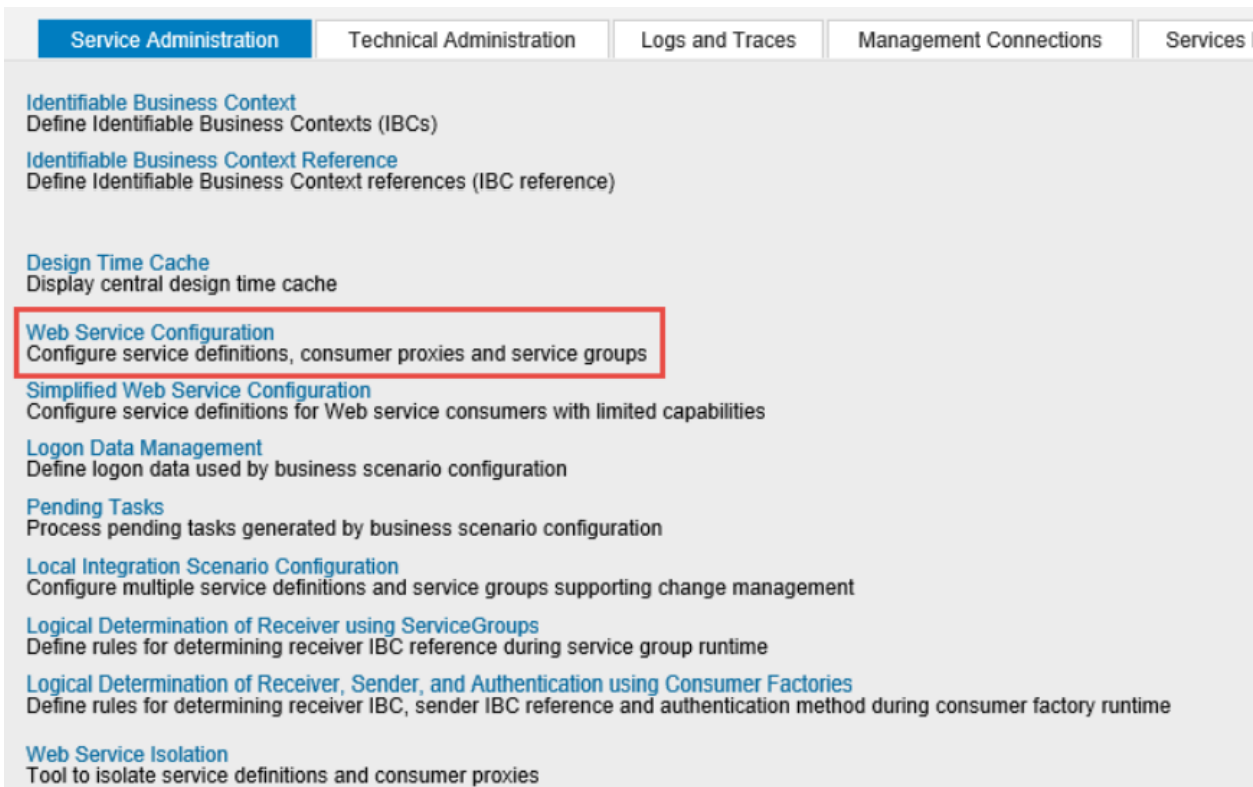 Service Administration Technical Administration Logs and Traces Management Connections Services
Identifiable Business Context
Define Identifiable Business Contexts (IBCs)
Identifiable Business Context Reference
Define Identifiable Business Context references (IBC reference)
Design Time Cache
Display central design time cache
Web Service Configuration
Configure service definitions, consumer proxies and service groups
Simplified Web Service Configuration
Configure service definitions for Web service consumers with limited capabilities
Logon Data Management
Define logon data used by business scenario configuration
Pending Tasks
Process pending tasks generated by business scenario configuration
Local Integration Scenario Configuration
Configure multiple service definitions and service groups supporting change management
Logical Determination of Receiver using ServiceGroups
Define rules for determining receiver IBC reference during service group runtime
Logical Determination of Receiver, Sender, and Authentication using Consumer Factories
Define rules for determining receiver IBC, sender IBC reference and authentication method during consumer factory runtime
Web Service Isolation
Tool to isolate service definitions and consumer proxies